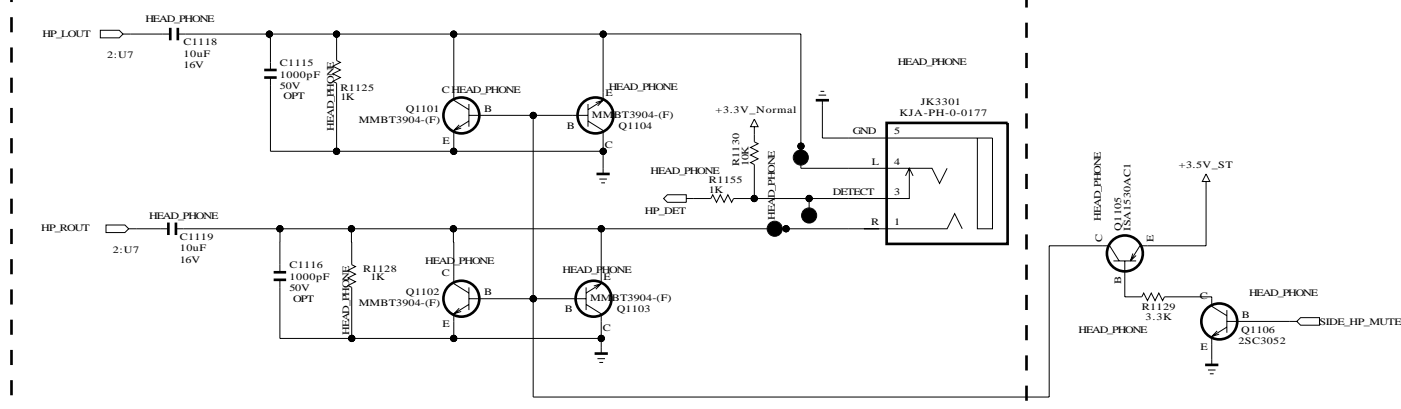 HEAD_PHONE
HP_LOUT
2:U7
C1118
10uF
16V
C1115
1000pF
50V
OPT
HEAD_PHONE
R1125
1K
C
HEAD_PHONE
B
Q1101
MMBT3904-(F)
E
E
HEAD_PHONE
MMBT3904-(F)
B
Q1104
C
HEAD_PHONE
JK3301
KJA-PH-0-0177
+3.3V_Normal
GND
5
R1130
10K
HEAD_PHONE
L
4
HEAD_PHONE
R1155
1K
DETECT
3
HP_DET
R
1
HEAD_PHONE
HP_ROUT
2:U7
C1119
10uF
16V
C1116
1000pF
50V
OPT
HEAD_PHONE
R1128
1K
HEAD_PHONE
C
B
Q1102
MMBT3904-(F)
E
HEAD_PHONE
E
MMBT3904-(F)
B
Q1103
C
HEAD_PHONE
Q1105
ISA1530AC1
+3.5V_ST
C
E
B
R1129
3.3K
HEAD_PHONE
C
HEAD_PHONE
B
SIDE_HP_MUTE
Q1106
2SC3052
E